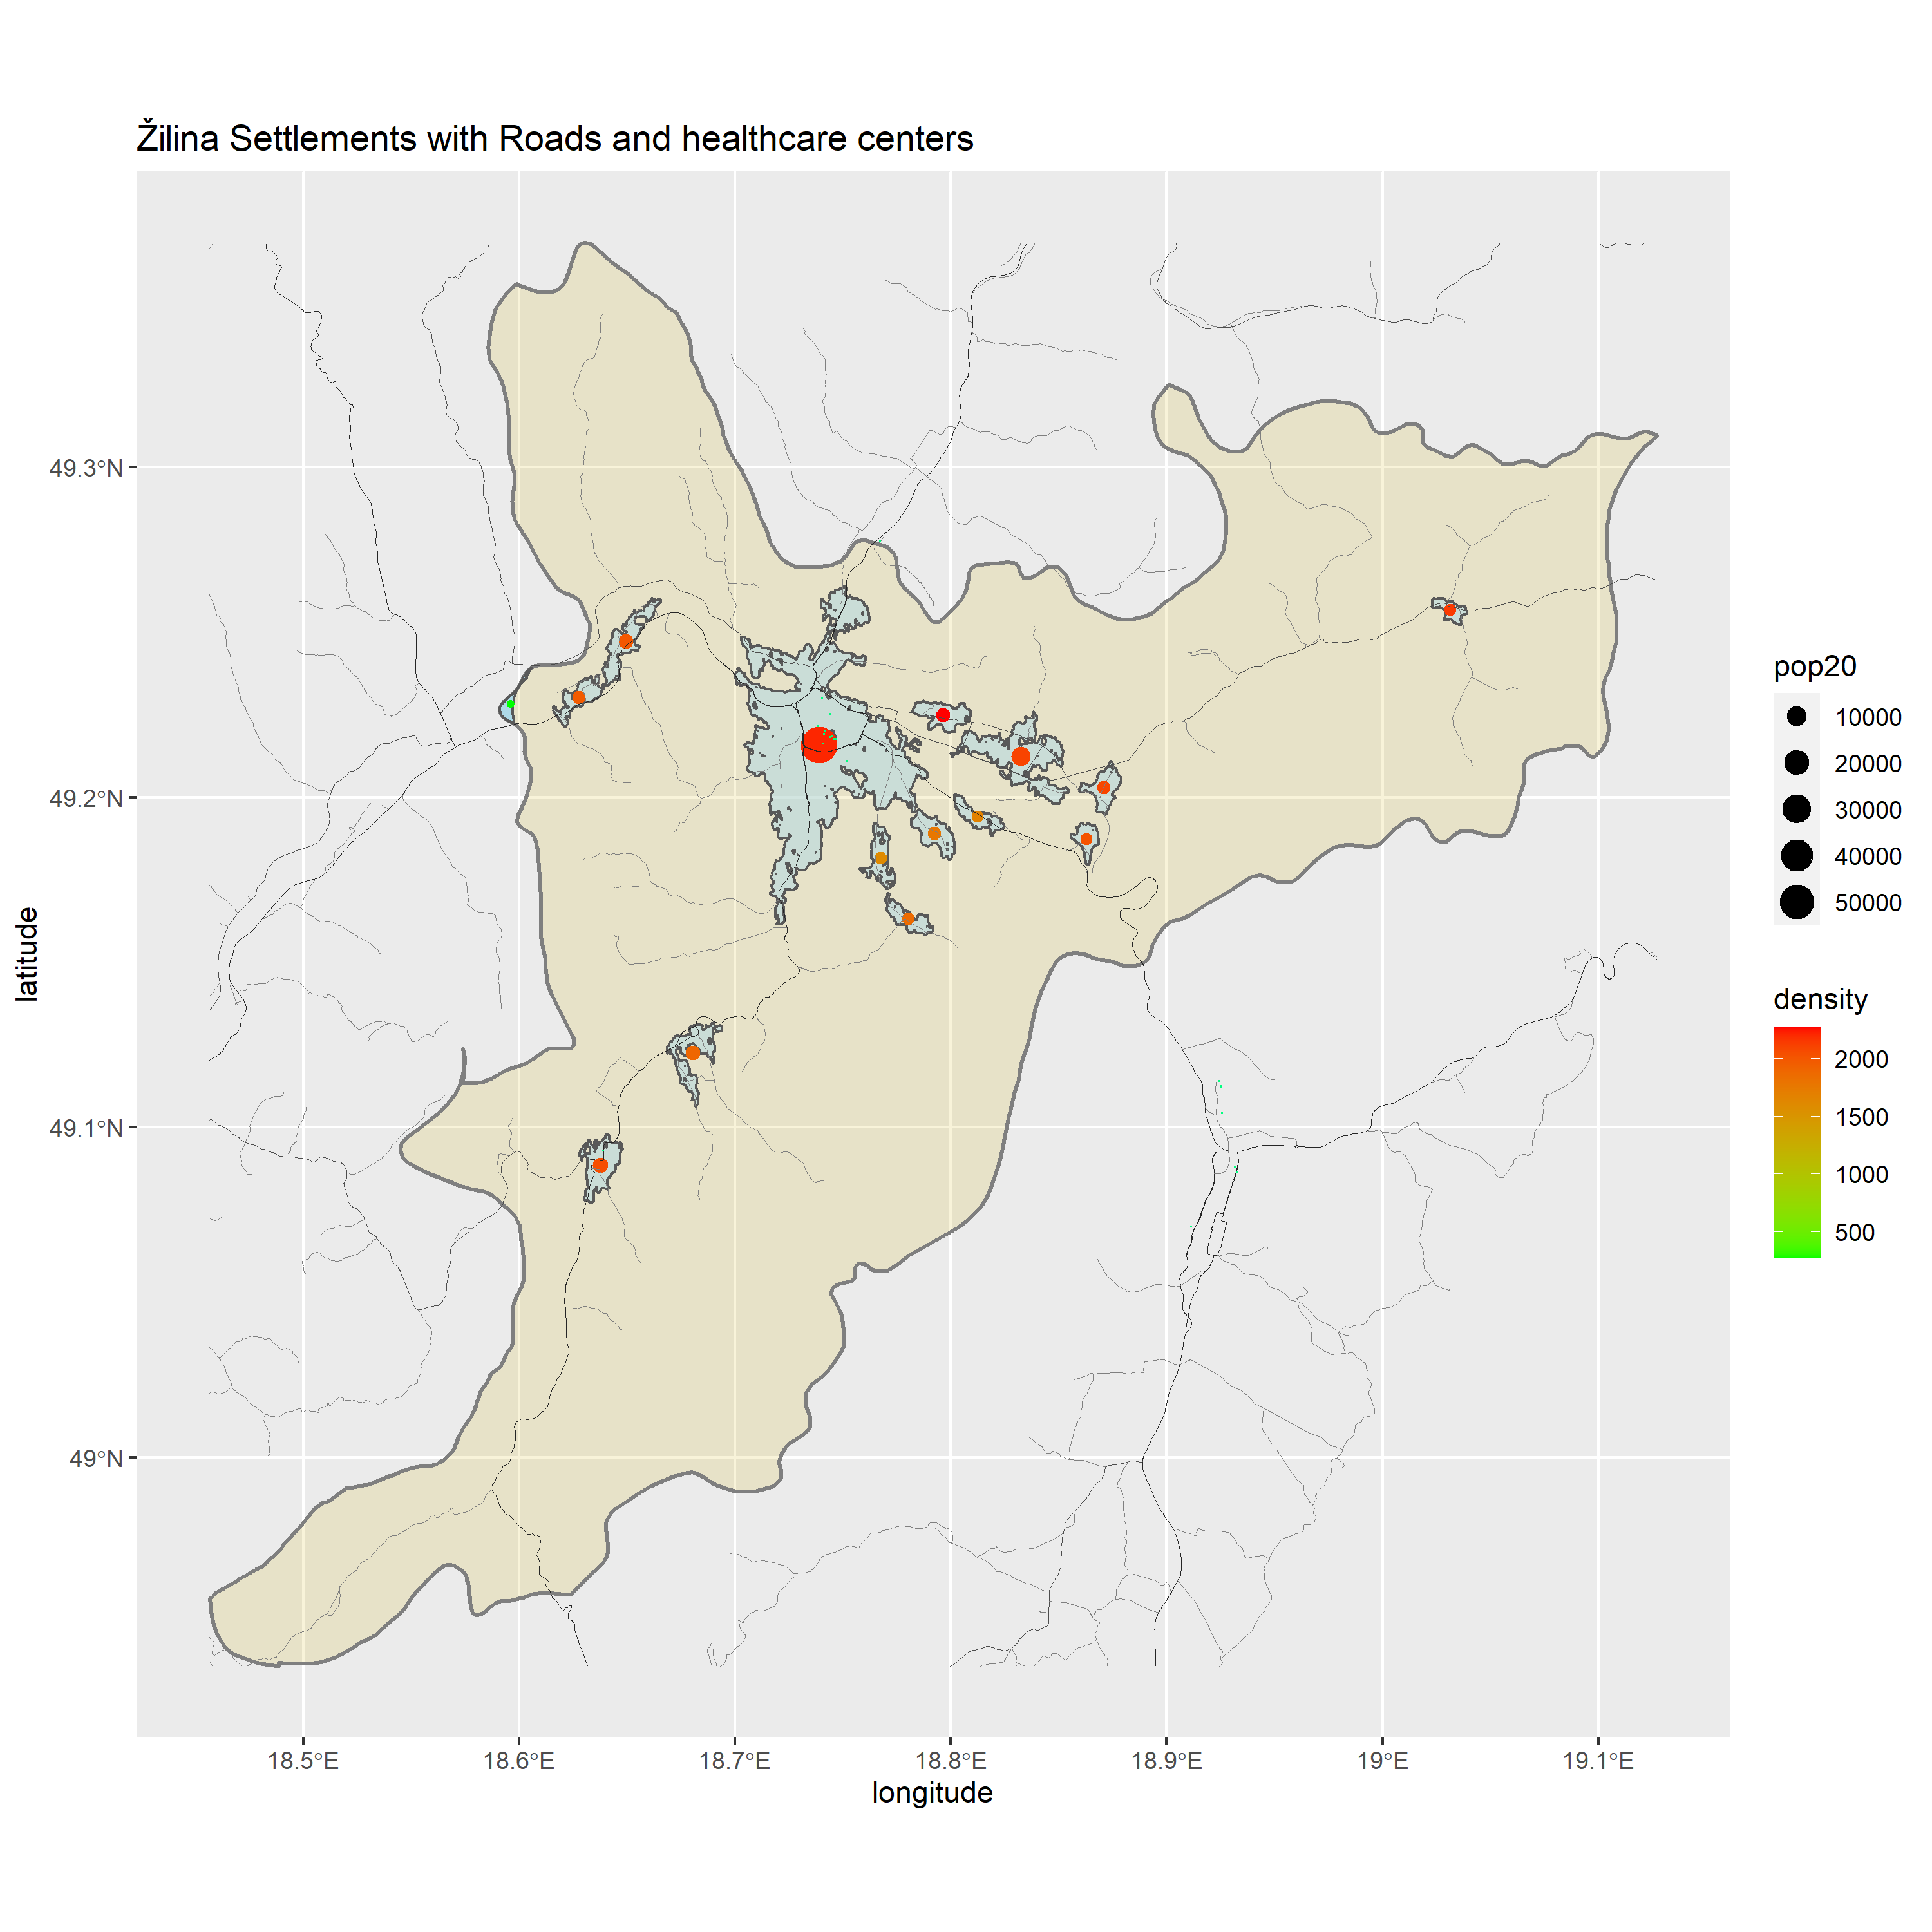 Žilina Settlements with Roads and healthcare centers
49.3°N
49.2°N
49.1°N
49°N
latitude
18.5°E
18.6°E
18.7°E
18.8°E
18.9°E
19°E
19.1°E
longitude
pop20
10000
20000
30000
40000
50000
density
2000
1500
1000
500